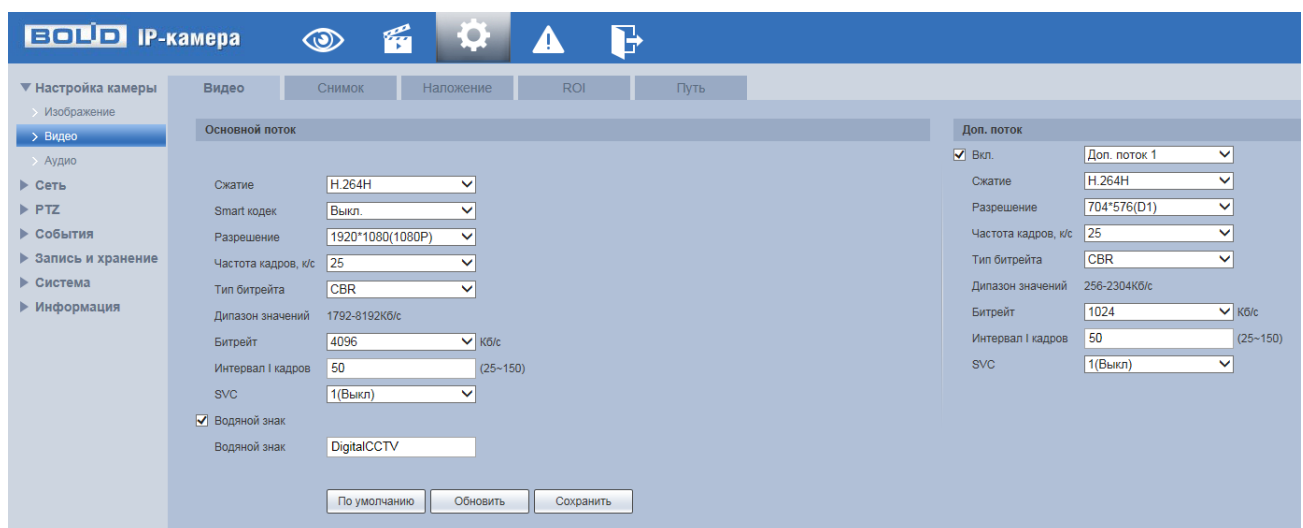 BOLID IP-камера
Настройка камеры
Изображение
Видео
Аудио
Сеть
PTZ
События
Запись и хранение
Система
Информация
Видео Снимок Наложение ROI Путь
Основной поток
Сжатие H.264H
Smart кодек Выкл.
Разрешение 1920*1080(1080P)
Частота кадров, к/с 25
Тип битрейта CBR
Дипазон значений 1792-8192Кб/с
Битрейт 4096 Кб/с
Интервал I кадров 50 (25~150)
SVC 1(Выкл)
Водяной знак
Водяной знак DigitalCCTV
По умолчанию Обновить Сохранить
Доп. поток
Вкл. Доп. поток 1
Сжатие H.264H
Разрешение 704*576(D1)
Частота кадров, к/с 25
Тип битрейта CBR
Дипазон значений 256-2304Кб/с
Битрейт 1024 Кб/с
Интервал I кадров 50 (25~150)
SVC 1(Выкл)